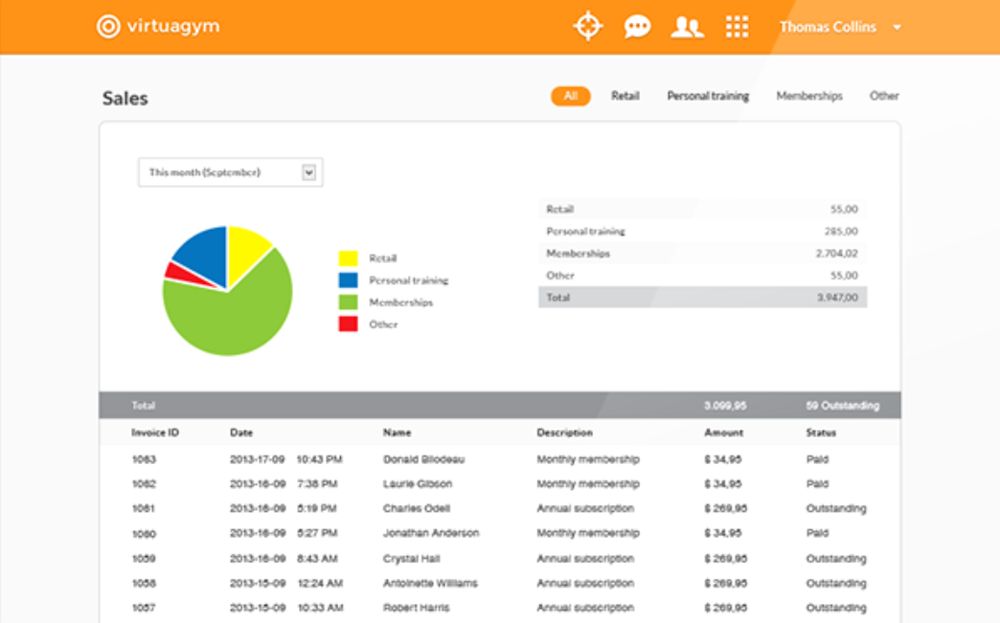 virtuagym Thomas Collins
Sales All Retail Personal training Memberships Other
This month (September)
Retail
Personal training
Memberships
Other
Retail 55,00
Personal training 285,00
Memberships 2.704,02
Other 55,00
Total 3.947,00
Total 3.099,95 59 Outstanding
Invoice ID Date Name Description Amount Status
1063 2013-17-09 10:43 PM Donald Bilodeau Monthly membership $ 34,95 Paid
1062 2013-16-09 7:38 PM Laurie Gibson Monthly membership $ 34,95 Paid
1061 2013-16-09 5:19 PM Charles Odell Annual subscription $ 269,95 Outstanding
1060 2013-16-09 5:27 PM Jonathan Anderson Monthly membership $ 34,95 Paid
1059 2013-16-09 8:43 AM Crystal Hall Annual subscription $ 269,95 Outstanding
1058 2013-15-09 12:24 AM Antoinette Williams Annual subscription $ 269,95 Outstanding
1057 2013-15-09 10:33 AM Robert Harris Annual subscription $ 269,95 Outstanding